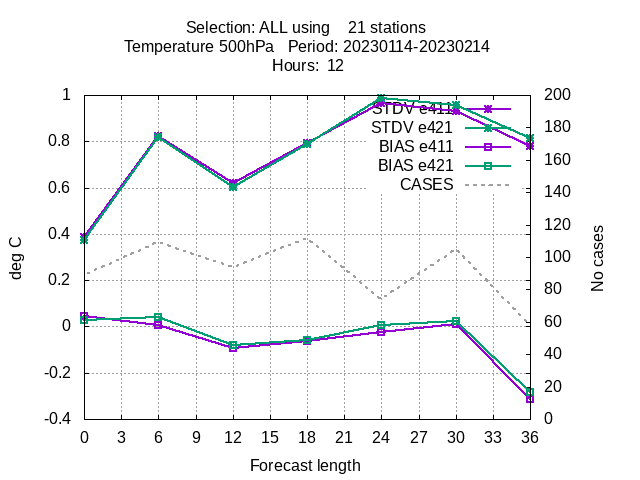 Selection: ALL using    21 stations
Temperature 500hPa   Period: 20230114-20230214
Hours:  12
1
0.8
0.6
0.4
0.2
0
-0.2
-0.4
deg C
200
180
160
140
120
100
80
60
40
20
0
No cases
STDV e411
STDV e421
BIAS e411
BIAS e421
CASES
0 3 6 9 12 15 18 21 24 27 30 33 36
Forecast length